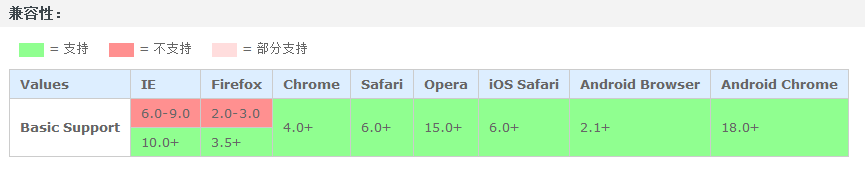 兼容性：
= 支持 = 不支持 = 部分支持
Values IE Firefox Chrome Safari Opera iOS Safari Android Browser Android Chrome
Basic Support 6.0-9.0 2.0-3.0 4.0+ 6.0+ 15.0+ 6.0+ 2.1+ 18.0+
10.0+ 3.5+